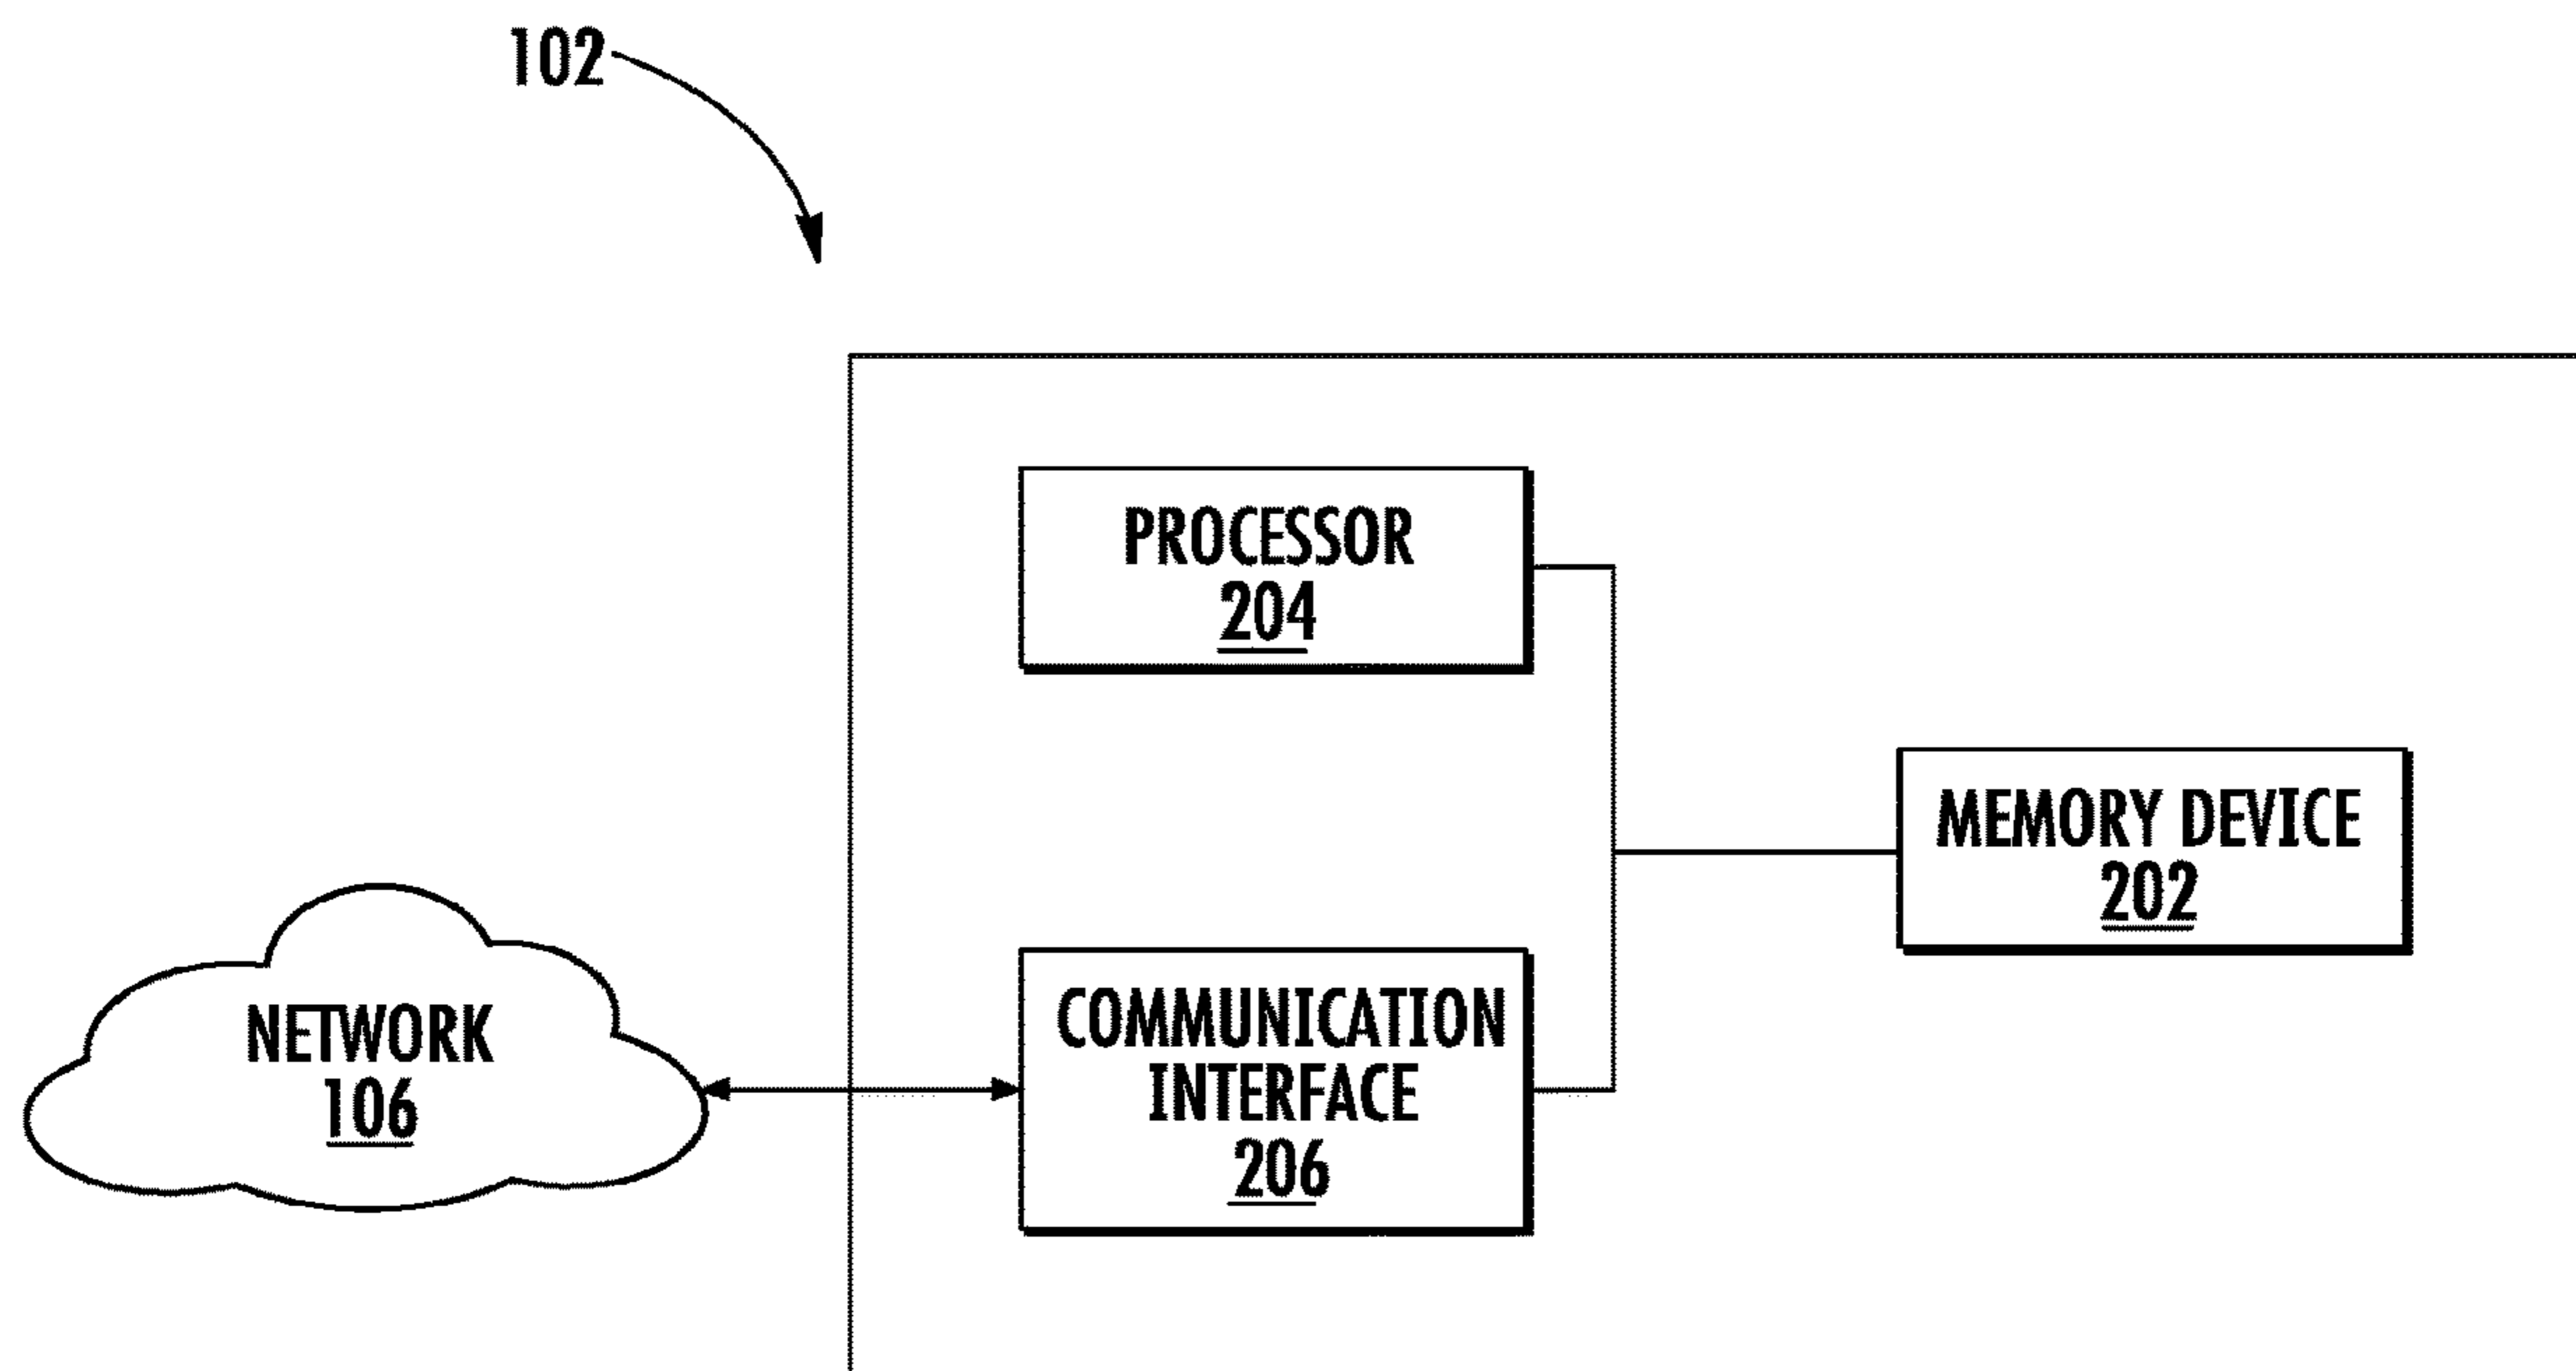 102
PROCESSOR
204
MEMORY DEVICE
202
NETWORK
106
COMMUNICATION
INTERFACE
206